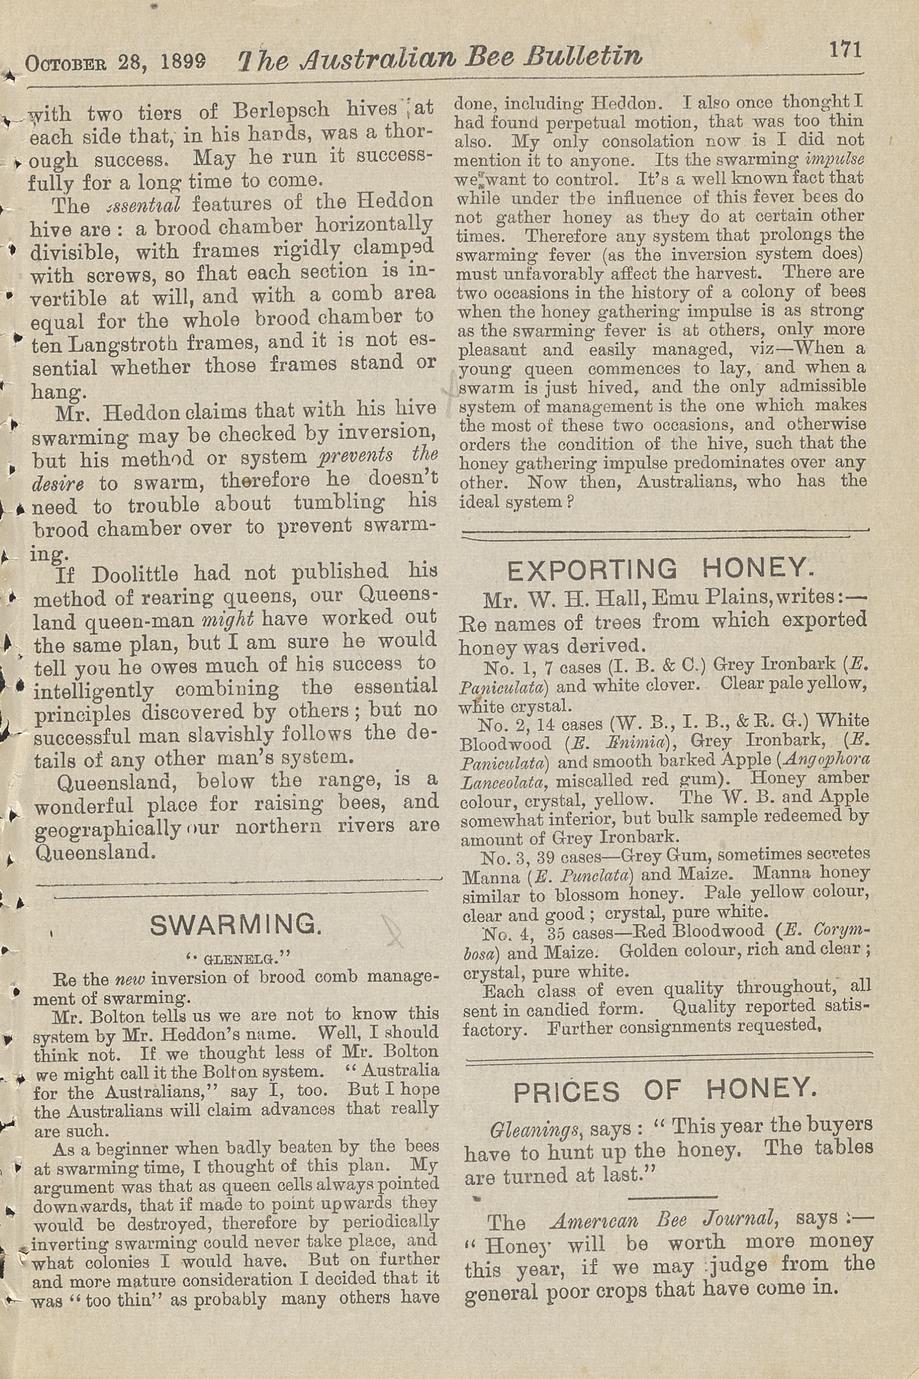 OCTOBER 28, 1899 The Australian Bee Bulletin 171
with two tiers of Berlepsch hives at
each side that, in his hands, was a thor-
ough success. May he run it success-
fully for a long time to come.
The essential features of the Heddon
hive are : a brood chamber horizontally
divisible, with frames rigidly clamped
with screws, so fhat each section is in-
vertible at will, and with a comb area
equal for the whole brood chamber to
ten Langstroth frames, and it is not es-
sential whether those frames stand or
hang.
Mr. Heddon claims that with his hive
swarming may be checked by inversion,
but his method or system prevents the
desire to swarm, therefore he doesn't
need to trouble about tumbling his
brood chamber over to prevent swarm-
ing.
If Doolittle had not published his
method of rearing queens, our Queens-
land queen-man might have worked out
the same plan, but I am sure he would
tell you he owes much of his success to
intelligently combining the essential
principles discovered by others ; but no
successful man slavishly follows the de-
tails of any other man's system.
Queensland, below the range, is a
wonderful place for raising bees, and
geographically our northern rivers are
Queensland.
SWARMING.
"GLENELG."
Re the new inversion of brood comb manage-
ment of swarming.
Mr. Bolton tells us we are not to know this
system by Mr. Heddon's name. Well, I should
think not. If we thought less of Mr. Bolton
we might call it the Bolton system. "Australia
for the Australians," say I, too. But I hope
the Australians will claim advances that really
are such.
As a beginner when badly beaten by the bees
at swarming time, I thought of this plan. My
argument was that as queen cells always pointed
downwards, that if made to point upwards they
would be destroyed, therefore by periodically
inverting swarming could never take place, and
what colonies I would have. But on further
and more mature consideration I decided that it
was "too thin" as probably many others have
done, including Heddon. I also once thonght I
had found perpetual motion, that was too thin
also. My only consolation now is I did not
mention it to anyone. Its the swarming impulse
we want to control. It's a well known fact that
while under the influence of this fever bees do
not gather honey as they do at certain other
times. Therefore any system that prolongs the
swarming fever (as the inversion system does)
must unfavorably affect the harvest. There are
two occasions in the history of a colony of bees
when the honey gathering impulse is as strong
as the swarming fever is at others, only more
pleasant and easily managed, viz—When a
young queen commences to lay, and when a
swarm is just hived, and the only admissible
system of management is the one which makes
the most of these two occasions, and otherwise
orders the condition of the hive, such that the
honey gathering impulse predominates over any
other. Now then, Australians, who has the
ideal system ?
EXPORTING HONEY.
Mr. W. H. Hall, Emu Plains, writes :—
Re names of trees from which exported
honey was derived.
No. 1, 7 cases (I. B. & C.) Grey Ironbark (E.
Paniculata) and white clover. Clear pale yellow,
white crystal.
No. 2, 14 cases (W. B., I. B., & R. G.) White
Bloodwood (E. Enimia), Grey Ironbark, (E.
Paniculata) and smooth barked Apple (Angophora
Lanceolata, miscalled red gum). Honey amber
colour, crystal, yellow. The W. B. and Apple
somewhat inferior, but bulk sample redeemed by
amount of Grey Ironbark.
No. 3, 39 cases—Grey Gum, sometimes secretes
Manna (E. Punclata) and Maize. Manna honey
similar to blossom honey. Pale yellow colour,
clear and good ; crystal, pure white.
No. 4, 35 cases—Red Bloodwood (E. Corym-
bosa) and Maize. Golden colour, rich and clear ;
crystal, pure white.
Each class of even quality throughout, all
sent in candied form. Quality reported satis-
factory. Further consignments requested,
PRICES OF HONEY.
Gleanings, says : "This year the buyers
have to hunt up the honey. The tables
are turned at last."
The American Bee Journal, says :—
"Honey will be worth more money
this year, if we may judge from the
general poor crops that have come in.